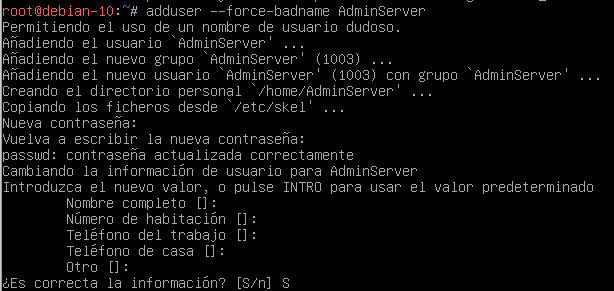 root@debian-10:~# adduser --force-badname AdminServer
Permitiendo el uso de un nombre de usuario dudoso.
Añadiendo el usuario `AdminServer' ...
Añadiendo el nuevo grupo `AdminServer' (1003) ...
Añadiendo el nuevo usuario `AdminServer' (1003) con grupo `AdminServer' ...
Creando el directorio personal `/home/AdminServer' ...
Copiando los ficheros desde `/etc/skel' ...
Nueva contraseña:
Vuelva a escribir la nueva contraseña:
passwd: contraseña actualizada correctamente
Cambiando la información de usuario para AdminServer
Introduzca el nuevo valor, o pulse INTRO para usar el valor predeterminado
Nombre completo []:
Número de habitación []:
Teléfono del trabajo []:
Teléfono de casa []:
Otro []:
¿Es correcta la información? [S/n] S